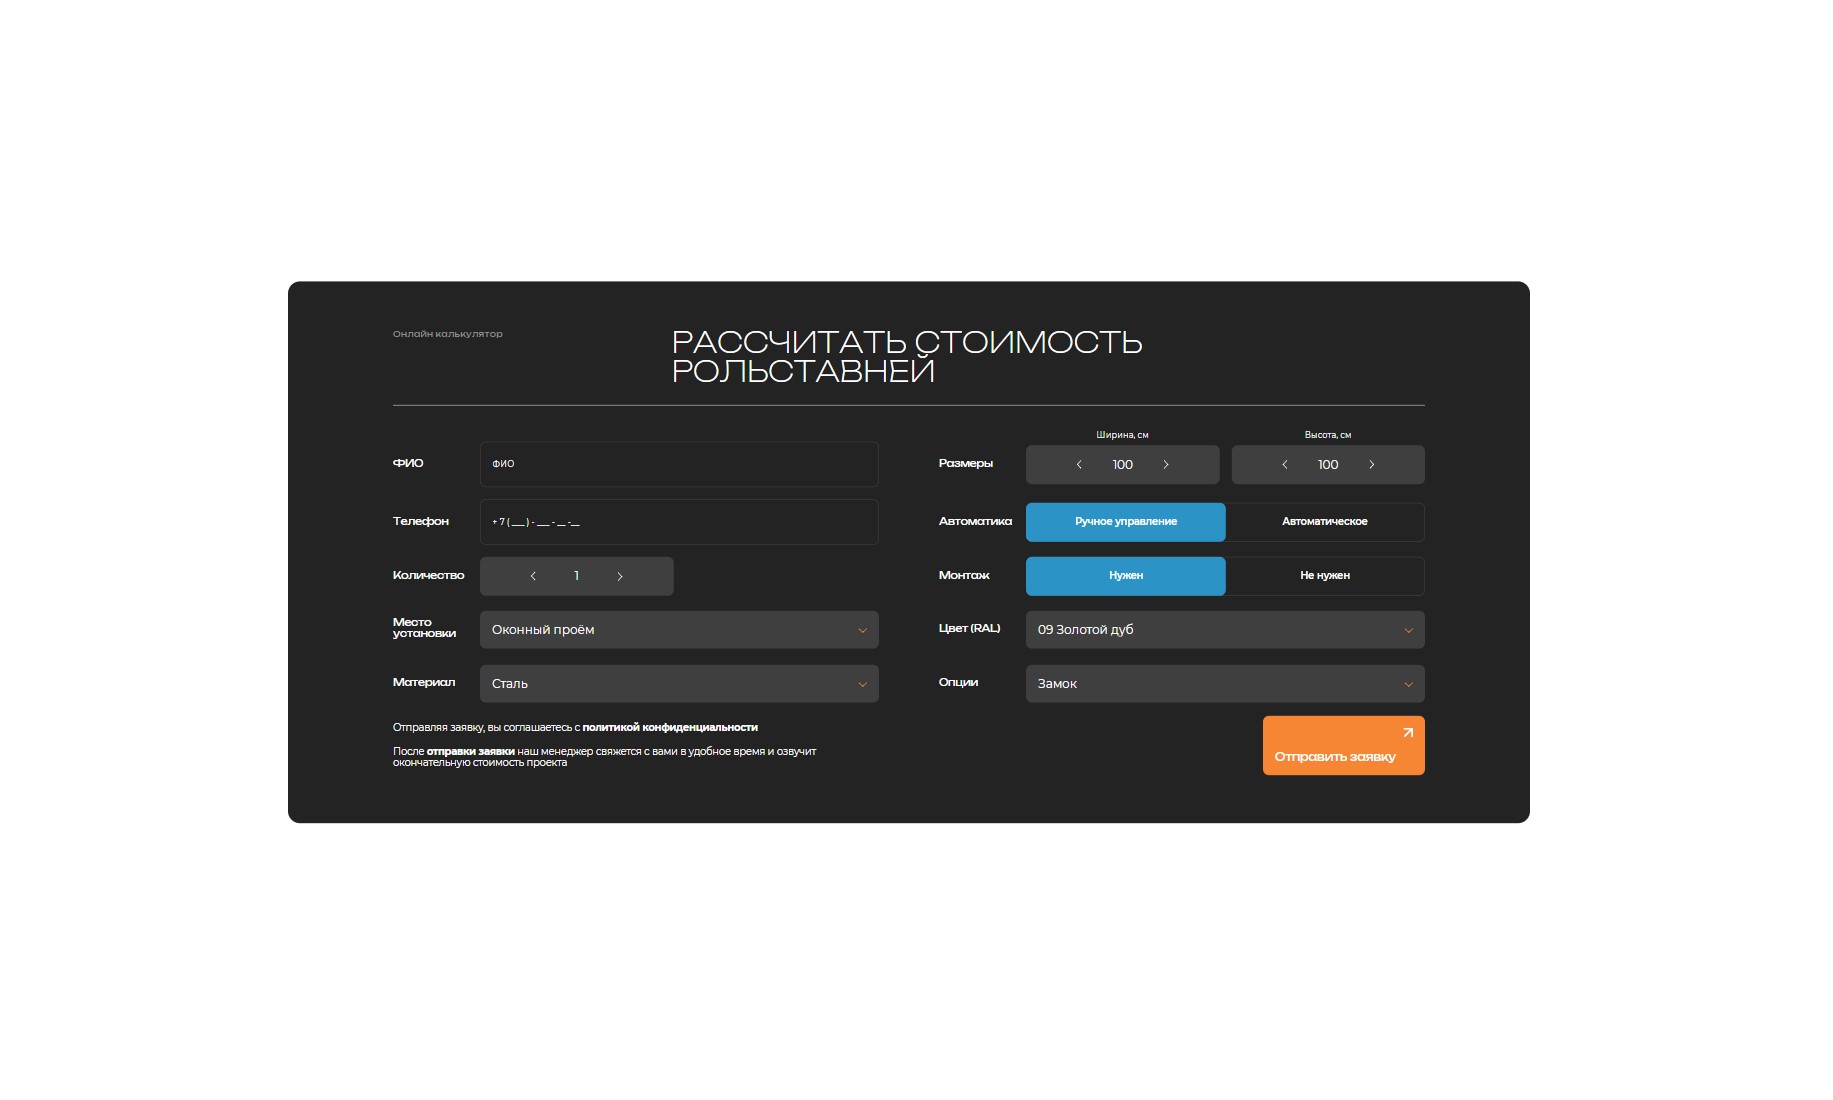 Онлайн калькулятор
РАССЧИТАТЬ СТОИМОСТЬ
РОЛЬСТАВНЕЙ
ФИО
ФИО
Телефон
+ 7 ( ___ ) - ___ - __ -__
Количество
1
Место
установки
Оконный проём
Материал
Сталь
Ширина, см
Высота, см
Размеры
100
100
Автоматика
Ручное управление
Автоматическое
Монтаж
Нужен
Не нужен
Цвет (RAL)
09 Золотой дуб
Опции
Замок
Отправляя заявку, вы соглашаетесь с политикой конфиденциальности
После отправки заявки наш менеджер свяжется с вами в удобное время и озвучит
окончательную стоимость проекта
Отправить заявку